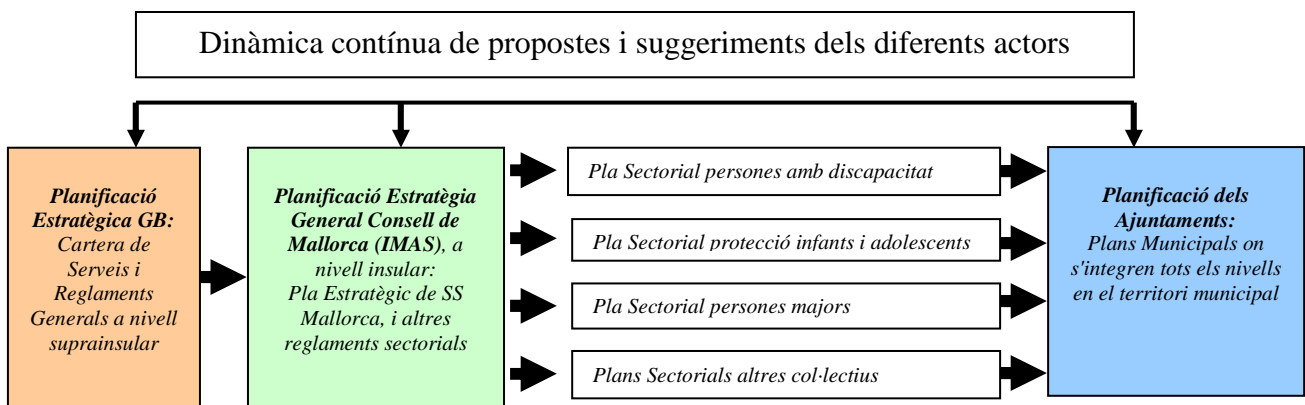 Dinàmica contínua de propostes i suggeriments dels diferents actors
Planificació
Estratègica GB:
Cartera de
Serveis i
Reglaments
Generals a nivell
suprainsular
Planificació Estratègia
General Consell de
Mallorca (IMAS), a
nivell insular:
Pla Estratègic de SS
Mallorca, i altres
reglaments sectorials
Pla Sectorial persones amb discapacitat
Pla Sectorial protecció infants i adolescents
Pla Sectorial persones majors
Plans Sectorials altres col·lectius
Planificació dels
Ajuntaments:
Plans Municipals on
s'integren tots els nivells
en el territori municipal